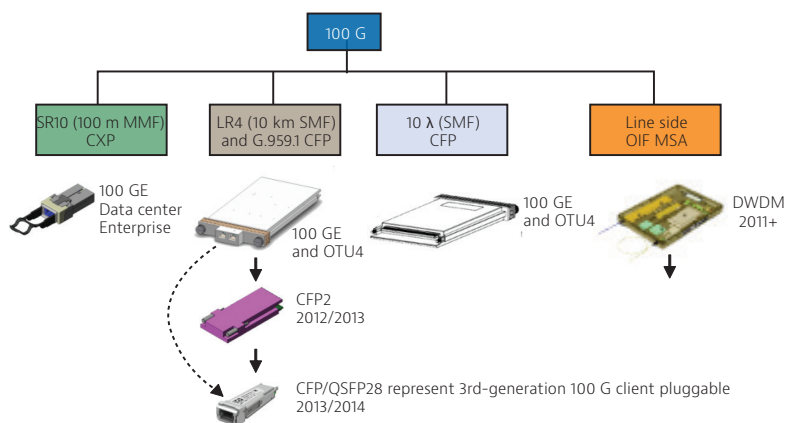 100 G
SR10 (100 m MMF)
CXP
LR4 (10 km SMF)
and G.959.1 CFP
10 λ (SMF)
CFP
Line side
OIF MSA
100 GE
Data center
Enterprise
100 GE
and OTU4
100 GE
and OTU4
DWDM
2011+
CFP2
2012/2013
CFP/QSFP28 represent 3rd-generation 100 G client pluggable
2013/2014